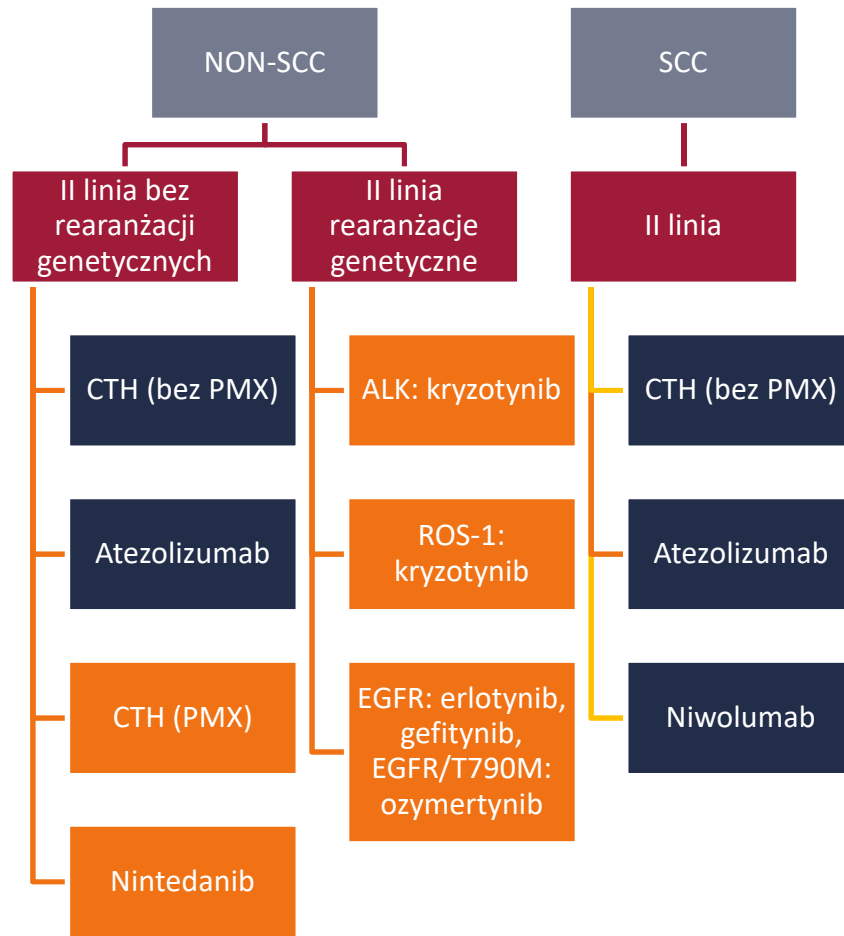 NON-SCC
SCC
II linia bez
rearanżacji
genetycznych
II linia
rearanżacje
genetyczne
II linia
CTH (bez PMX)
ALK: kryzotynib
CTH (bez PMX)
Atezolizumab
ROS-1:
kryzotynib
Atezolizumab
CTH (PMX)
EGFR: erlotynib,
gefitynib,
EGFR/T790M:
ozymertynib
Niwolumab
Nintedanib